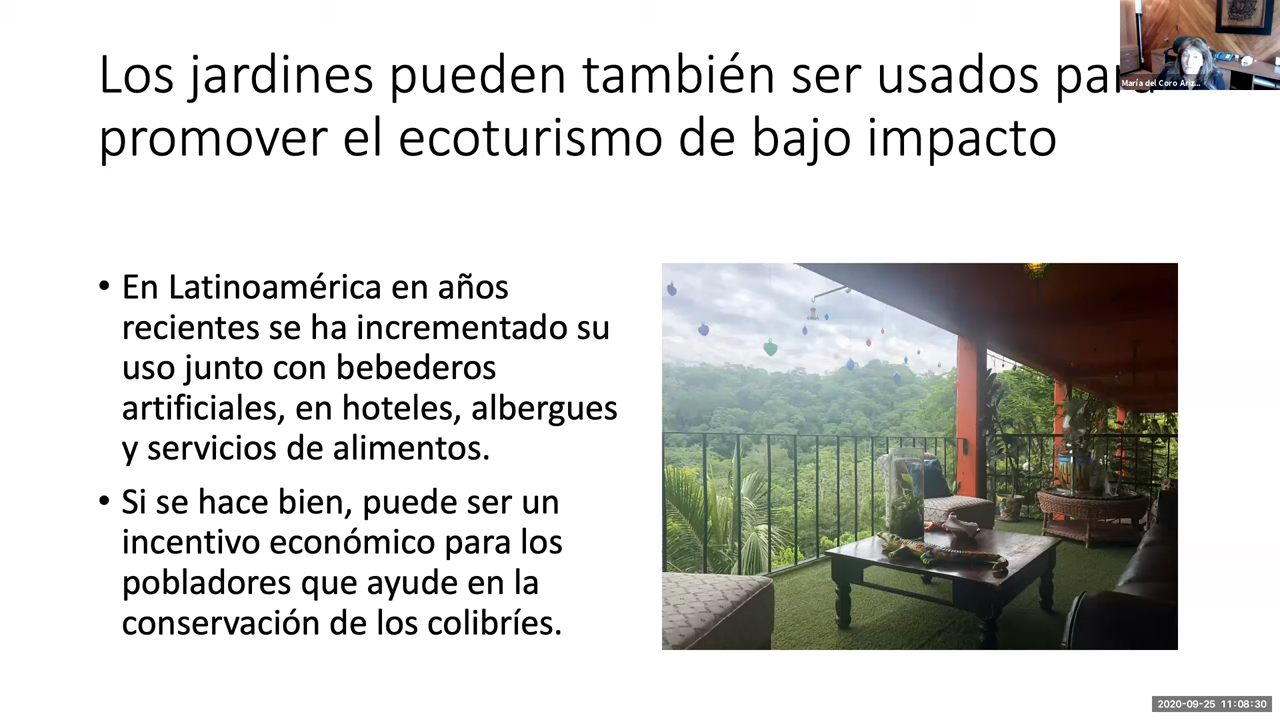 Los jardines pueden también ser usados para
promover el ecoturismo de bajo impacto
María del Coro Ariz...
• En Latinoamérica en años
recientes se ha incrementado su
uso junto con bebederos
artificiales, en hoteles, albergues
y servicios de alimentos.
• Si se hace bien, puede ser un
incentivo económico para los
pobladores que ayude en la
conservación de los colibríes.
2020-09-25 11:08:30